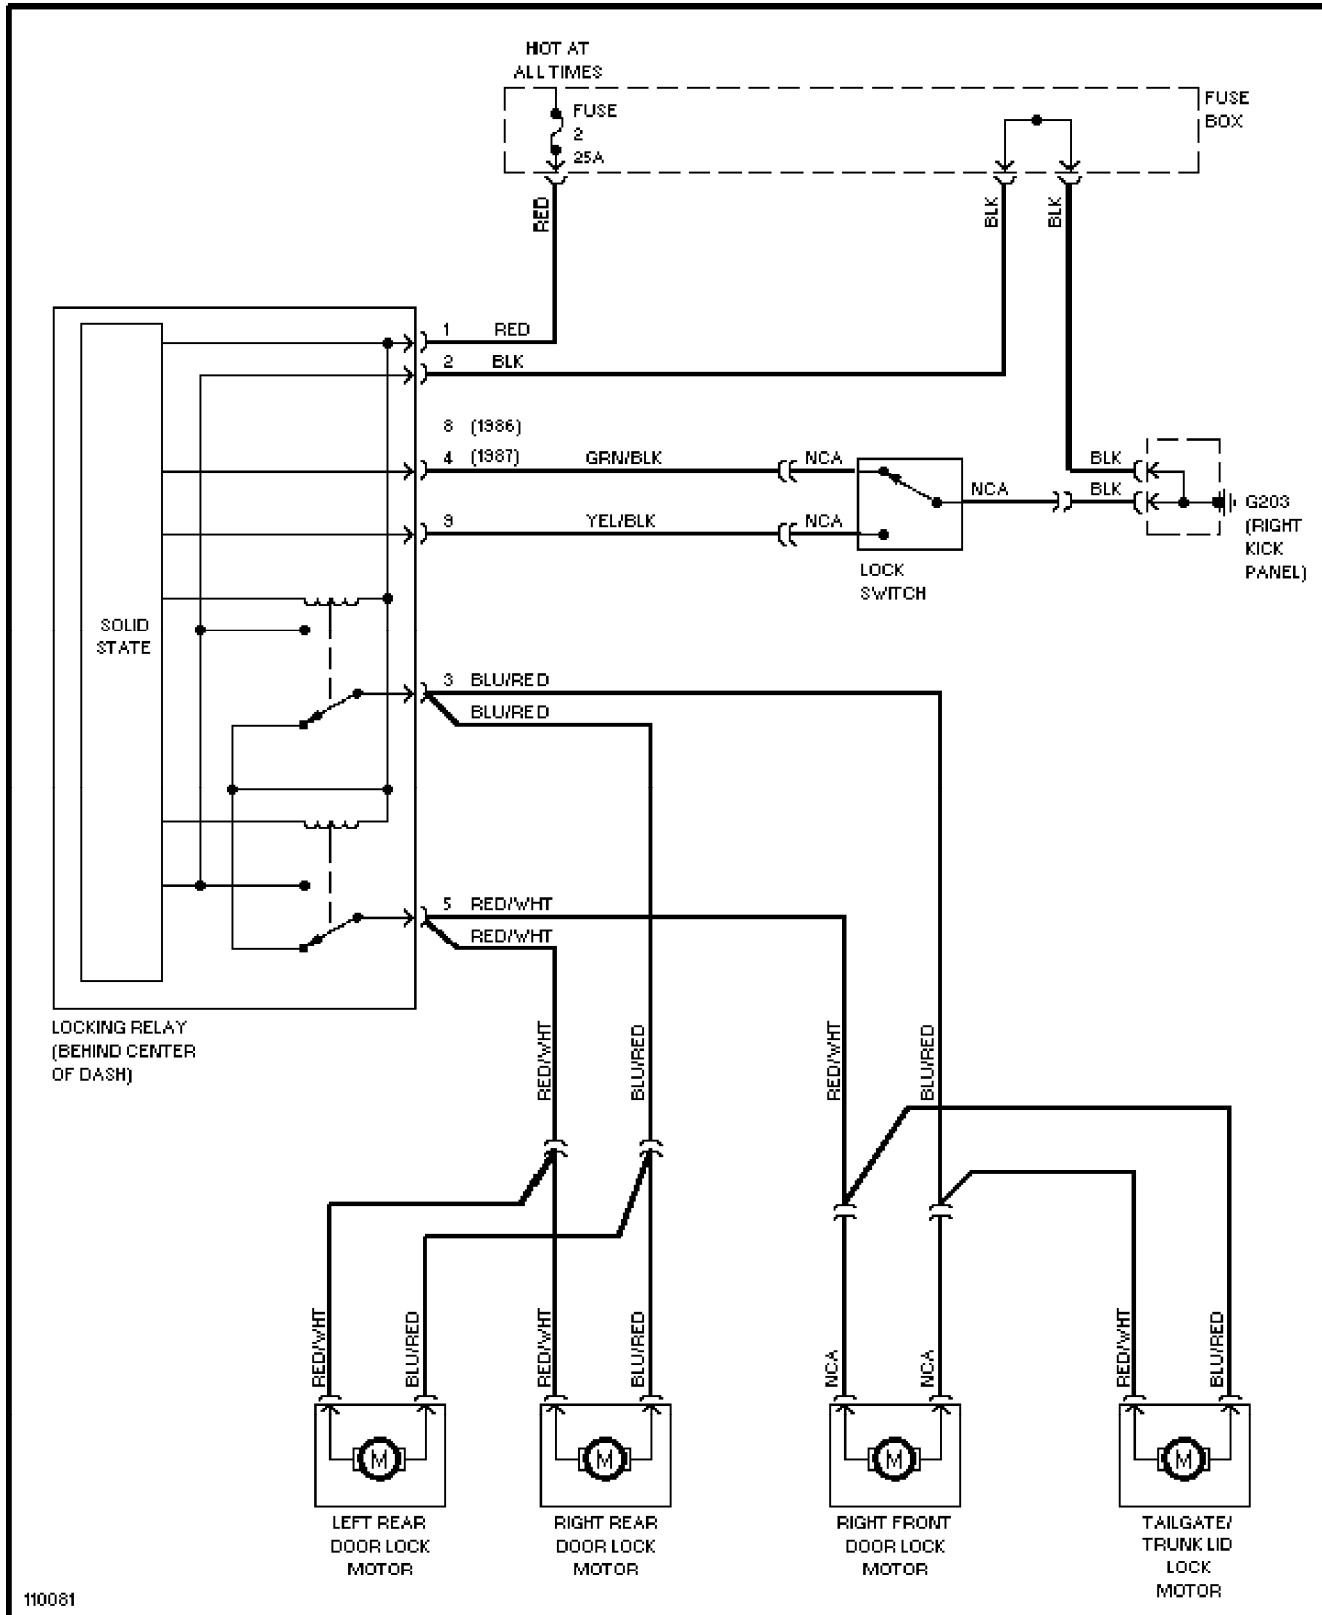 HOT AT
ALL TIMES
FUSE
2
25A
FUSE
BOX
RED
BLK
BLK
1 RED
2 BLK
8 (1986)
4 (1987) GRN/BLK NCA
9 YEL/BLK NCA
NCA
BLK
BLK
G203
(RIGHT
KICK
PANEL)
LOCK
SWITCH
SOLID
STATE
3 BLU/RED
BLU/RED
5 RED/WHT
RED/WHT
LOCKING RELAY
(BEHIND CENTER
OF DASH)
RED/WHT
BLU/RED
RED/WHT
BLU/RED
RED/WHT
BLU/RED
RED/WHT
BLU/RED
NCA
NCA
RED/WHT
BLU/RED
M
M
M
M
LEFT REAR
DOOR LOCK
MOTOR
RIGHT REAR
DOOR LOCK
MOTOR
RIGHT FRONT
DOOR LOCK
MOTOR
TAILGATE/
TRUNK LID
LOCK
MOTOR
110081